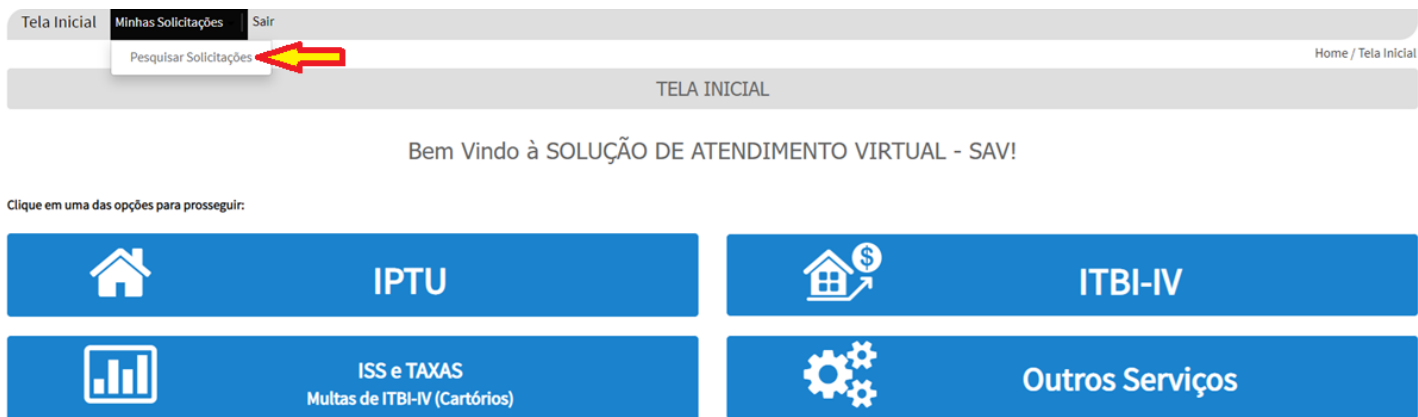 Tela Inicial Minhas Solicitações Sair
Pesquisar Solicitações
Home / Tela Inicial
TELA INICIAL
Bem Vindo à SOLUÇÃO DE ATENDIMENTO VIRTUAL - SAV!
Clique em uma das opções para prosseguir:
IPTU
$
ITBI-IV
ISS e TAXAS
Multas de ITBI-IV (Cartórios)
Outros Serviços